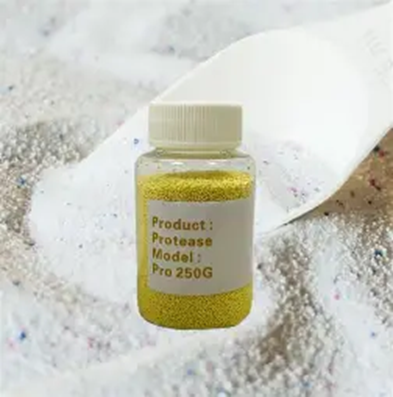 Product :
Protease
Model :
Pro 250G